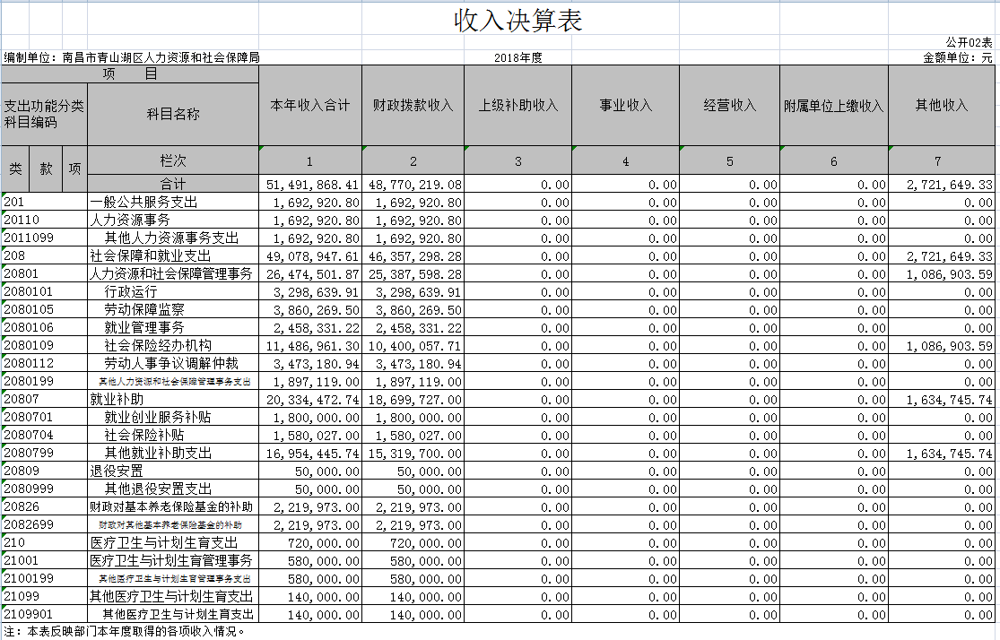 收入决算表
公开02表
编制单位：南昌市青山湖区人力资源和社会保障局 2018年度 金额单位：元
项 目 本年收入合计 财政拨款收入 上级补助收入 事业收入 经营收入 附属单位上缴收入 其他收入
支出功能分类科目编码 科目名称
类 款 项 栏次 1 2 3 4 5 6 7
合计 51,491,868.41 48,770,219.08 0.00 0.00 0.00 0.00 2,721,649.33
201 一般公共服务支出 1,692,920.80 1,692,920.80 0.00 0.00 0.00 0.00 0.00
20110 人力资源事务 1,692,920.80 1,692,920.80 0.00 0.00 0.00 0.00 0.00
2011099 其他人力资源事务支出 1,692,920.80 1,692,920.80 0.00 0.00 0.00 0.00 0.00
208 社会保障和就业支出 49,078,947.61 46,357,298.28 0.00 0.00 0.00 0.00 2,721,649.33
20801 人力资源和社会保障管理事务 26,474,501.87 25,387,598.28 0.00 0.00 0.00 0.00 1,086,903.59
2080101 行政运行 3,298,639.91 3,298,639.91 0.00 0.00 0.00 0.00 0.00
2080105 劳动保障监察 3,860,269.50 3,860,269.50 0.00 0.00 0.00 0.00 0.00
2080106 就业管理事务 2,458,331.22 2,458,331.22 0.00 0.00 0.00 0.00 0.00
2080109 社会保险经办机构 11,486,961.30 10,400,057.71 0.00 0.00 0.00 0.00 1,086,903.59
2080112 劳动人事争议调解仲裁 3,473,180.94 3,473,180.94 0.00 0.00 0.00 0.00 0.00
2080199 其他人力资源和社会保障管理事务支出 1,897,119.00 1,897,119.00 0.00 0.00 0.00 0.00 0.00
20807 就业补助 20,334,472.74 18,699,727.00 0.00 0.00 0.00 0.00 1,634,745.74
2080701 就业创业服务补贴 1,800,000.00 1,800,000.00 0.00 0.00 0.00 0.00 0.00
2080704 社会保险补贴 1,580,027.00 1,580,027.00 0.00 0.00 0.00 0.00 0.00
2080799 其他就业补助支出 16,954,445.74 15,319,700.00 0.00 0.00 0.00 0.00 1,634,745.74
20809 退役安置 50,000.00 50,000.00 0.00 0.00 0.00 0.00 0.00
2080999 其他退役安置支出 50,000.00 50,000.00 0.00 0.00 0.00 0.00 0.00
20826 财政对基本养老保险基金的补助 2,219,973.00 2,219,973.00 0.00 0.00 0.00 0.00 0.00
2082699 财政对其他基本养老保险基金的补助 2,219,973.00 2,219,973.00 0.00 0.00 0.00 0.00 0.00
210 医疗卫生与计划生育支出 720,000.00 720,000.00 0.00 0.00 0.00 0.00 0.00
21001 医疗卫生与计划生育管理事务 580,000.00 580,000.00 0.00 0.00 0.00 0.00 0.00
2100199 其他医疗卫生与计划生育管理事务支出 580,000.00 580,000.00 0.00 0.00 0.00 0.00 0.00
21099 其他医疗卫生与计划生育支出 140,000.00 140,000.00 0.00 0.00 0.00 0.00 0.00
2109901 其他医疗卫生与计划生育支出 140,000.00 140,000.00 0.00 0.00 0.00 0.00 0.00
注：本表反映部门本年度取得的各项收入情况。